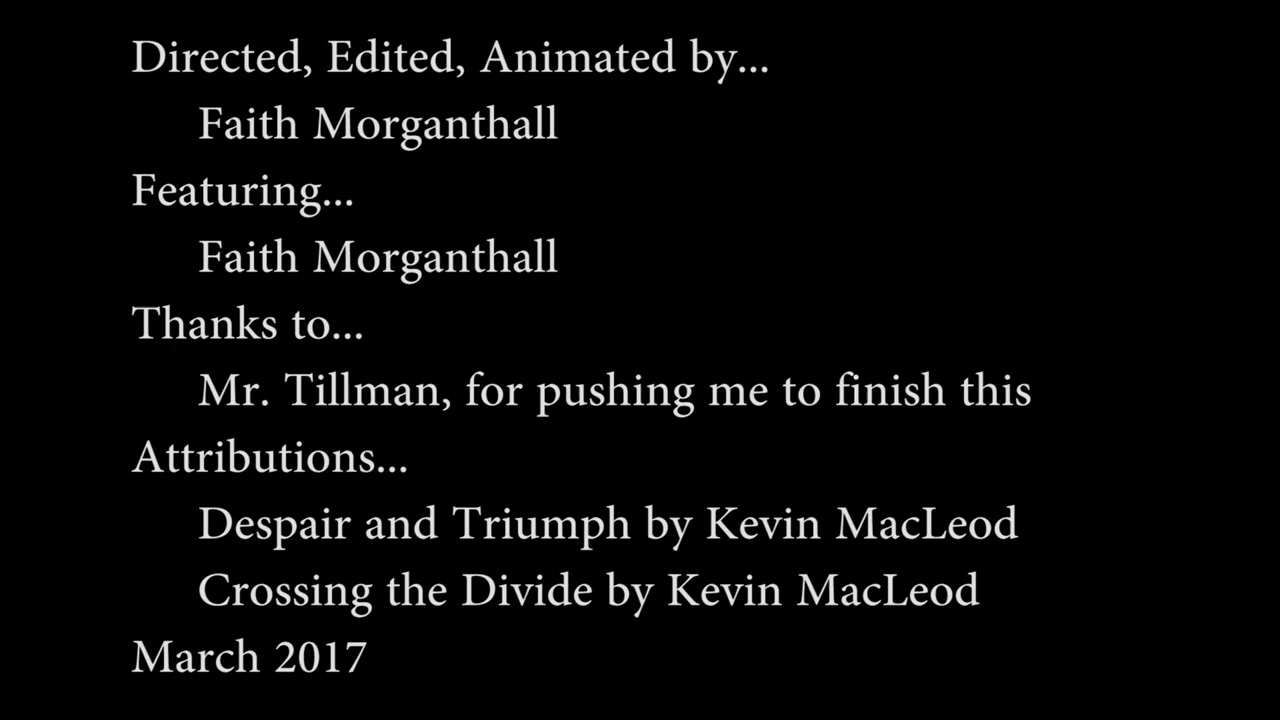 Directed, Edited, Animated by...
Faith Morganthall
Featuring...
Faith Morganthall
Thanks to...
Mr. Tillman, for pushing me to finish this
Attributions...
Despair and Triumph by Kevin MacLeod
Crossing the Divide by Kevin MacLeod
March 2017